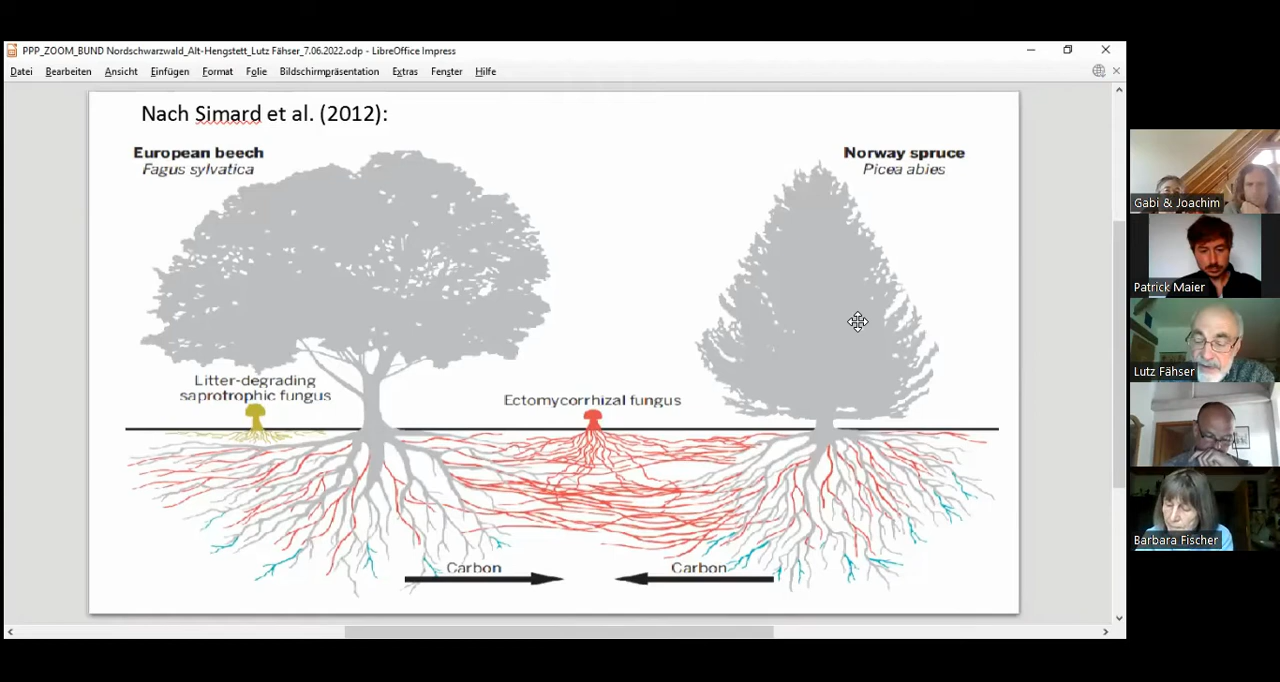 PPP_ZOOM_BUND Nordschwarzwald_Alt-Hengstett_Lutz Fähser_7.06.2022.odp - LibreOffice Impress
Datei Bearbeiten Ansicht Einfügen Format Folie Bildschirmpräsentation Extras Fenster Hilfe
Nach Simard et al. (2012):
European beech
Fagus sylvatica
Norway spruce
Picea abies
Litter-degrading
saprotrophic fungus
Ectomycorrhizal fungus
Carbon
Carbon
Gabi & Joachim
Patrick Maier
Lutz Fähser
Barbara Fischer